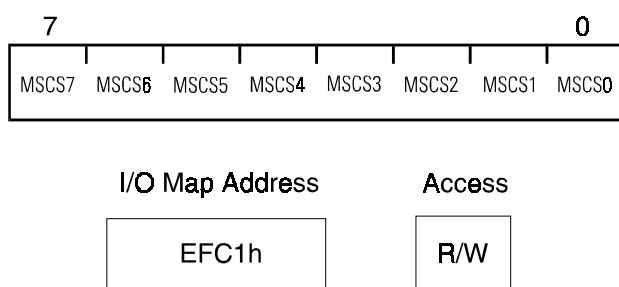 7 0
MSCS7 MSCS6 MSCS5 MSCS4 MSCS3 MSCS2 MSCS1 MSCS0
I/O Map Address Access
EFC1h R/W